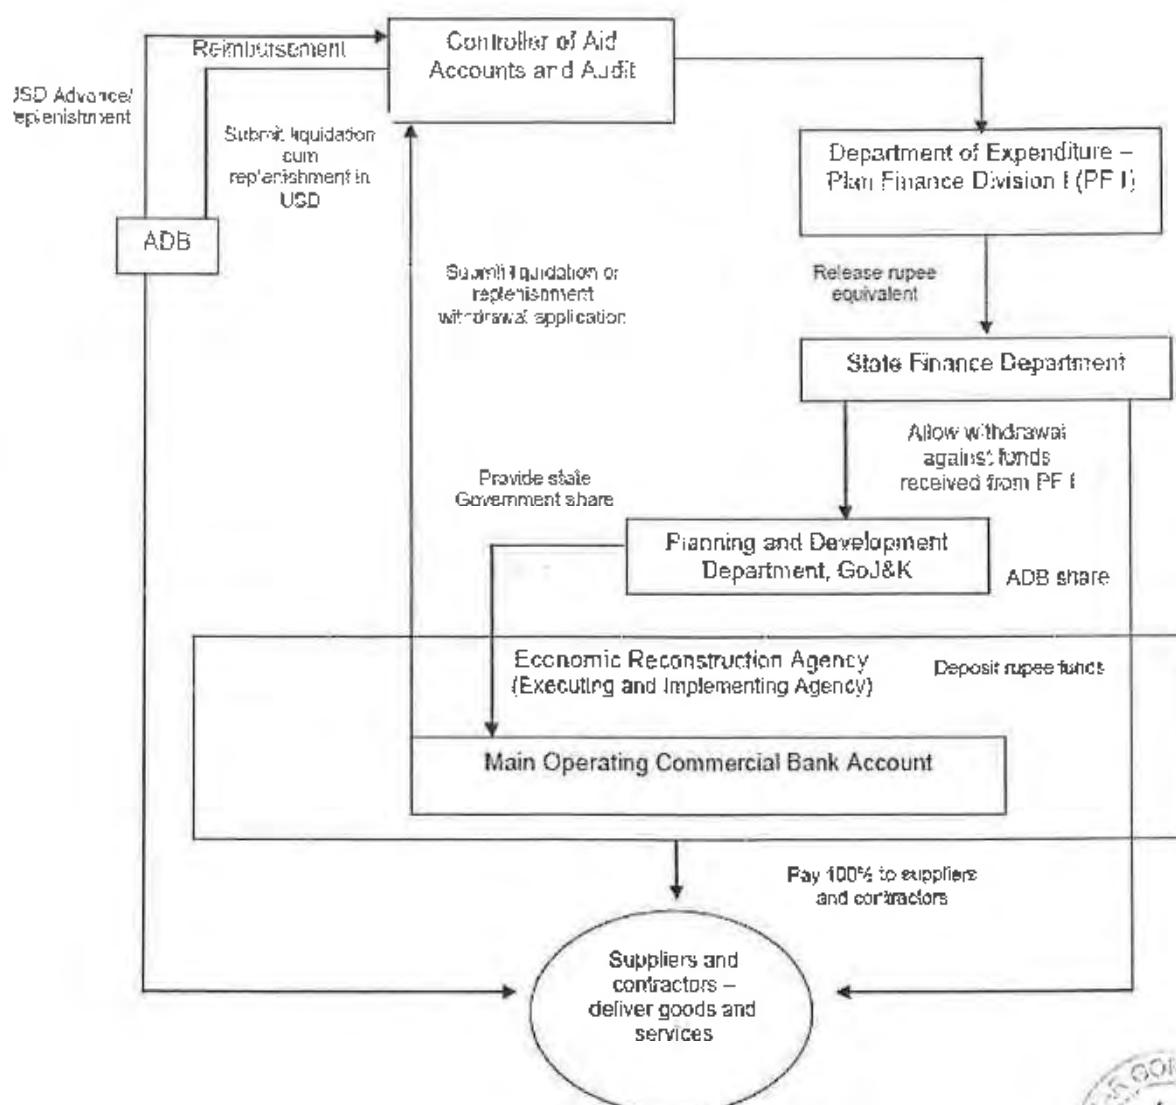 Reimbursement
Controller of Aid
Accounts and Audit
JSD Advance/
replenishment
Submit liquidation
cum
replenishment in
USD
Department of Expenditure –
Plan Finance Division I (PF I)
ADB
Submit liquidation or
replenishment
withdrawal application
Release rupee
equivalent
State Finance Department
Allow withdrawal
against funds
received from PF I
Provide state
Government share
Planning and Development
Department, GoJ&K
ADB share
Economic Reconstruction Agency
(Executing and Implementing Agency)
Deposit rupee funds
Main Operating Commercial Bank Account
Pay 100% to suppliers
and contractors
Suppliers and
contractors –
deliver goods and
services